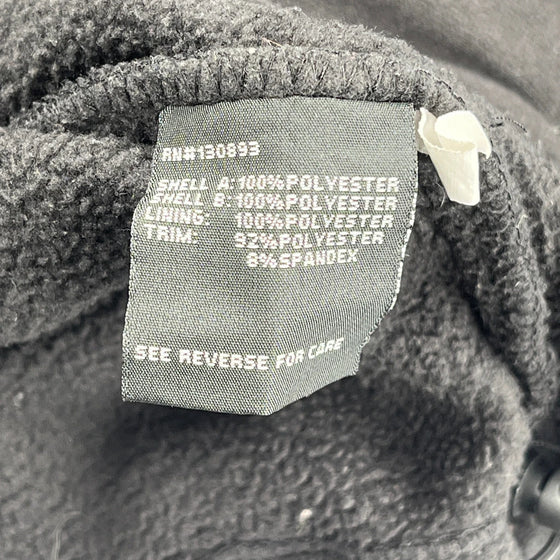 RN#130893
SHELL A: 100%POLYESTER
SHELL B: 100%POLYESTER
LINING: 100%POLYESTER
TRIM: 92%POLYESTER
8%SPANDEX
SEE REVERSE FOR CARE